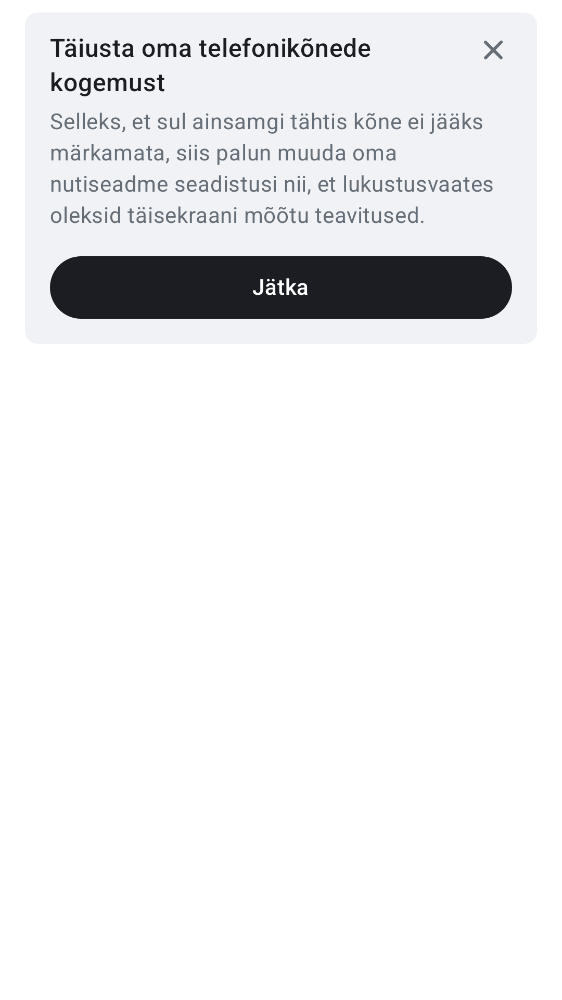 Täiusta oma telefonikõnede
kogemust
Selleks, et sul ainsamgi tähtis kõne ei jääks
märkamata, siis palun muuda oma
nutiseadme seadistusi nii, et lukustusvaates
oleksid täisekraani mõõtu teavitused.
Jätka